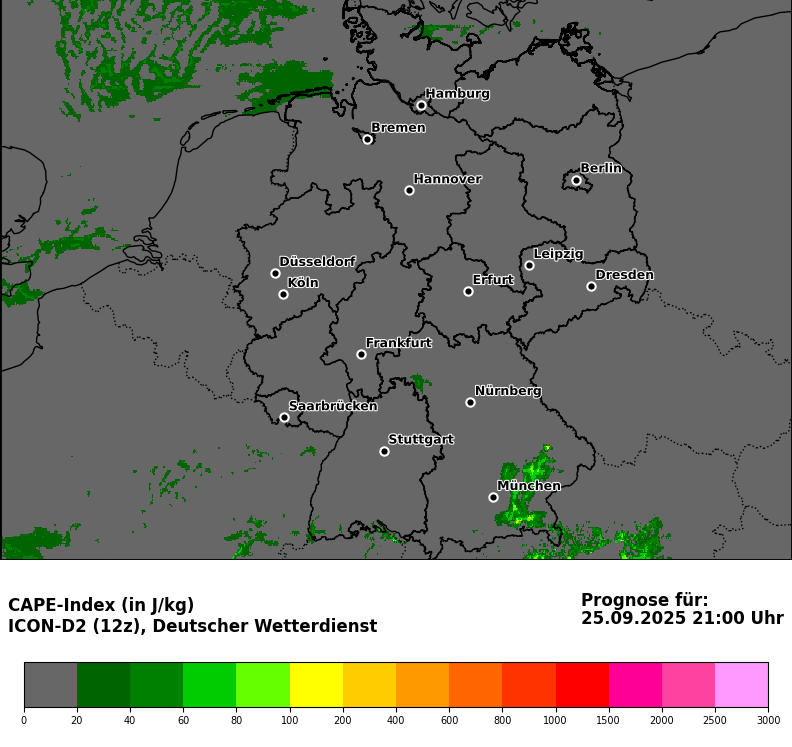 Hamburg
Bremen
Berlin
Hannover
Leipzig
Düsseldorf
Dresden
Köln
Erfurt
Frankfurt
Nürnberg
Saarbrücken
Stuttgart
München
CAPE-Index (in J/kg)
ICON-D2 (12z), Deutscher Wetterdienst
Prognose für:
25.09.2025 21:00 Uhr
0 20 40 60 80 100 200 400 600 800 1000 1500 2000 2500 3000